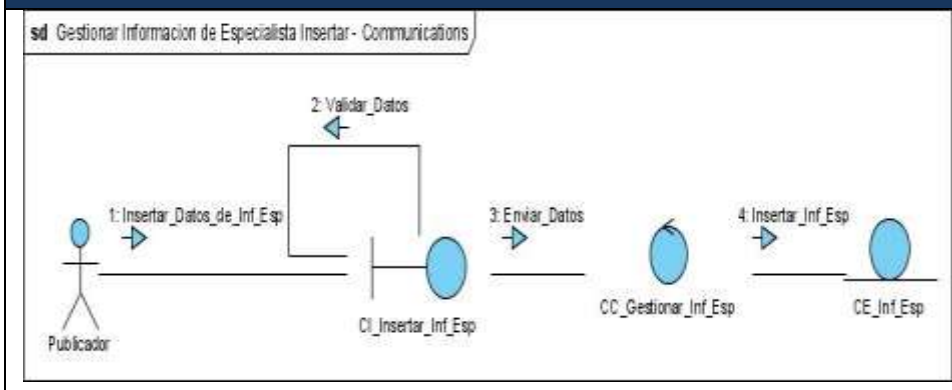 sd Gestionar Informacion de Especialista Insertar - Communications
2: Validar_Datos
1: Insertar_Datos_de_Inf_Esp
3: Enviar_Datos
4: Insertar_Inf_Esp
Publicador
CI_Insertar_Inf_Esp
CC_Gestionar_Inf_Esp
CE_Inf_Esp